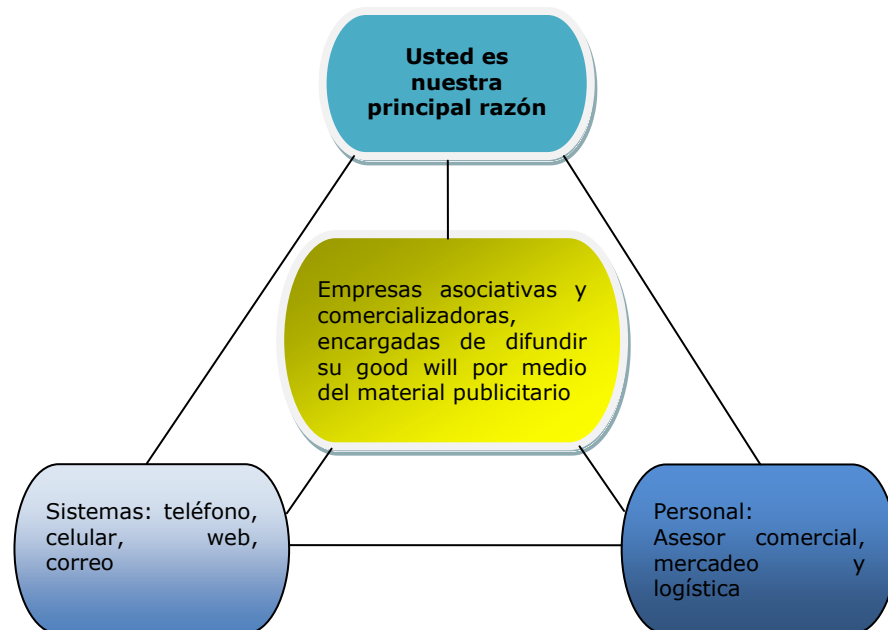 Usted es
nuestra
principal razón
Empresas asociativas y
comercializadoras,
encargadas de difundir
su good will por medio
del material publicitario
Sistemas: teléfono,
celular, web,
correo
Personal:
Asesor comercial,
mercadeo y
logística